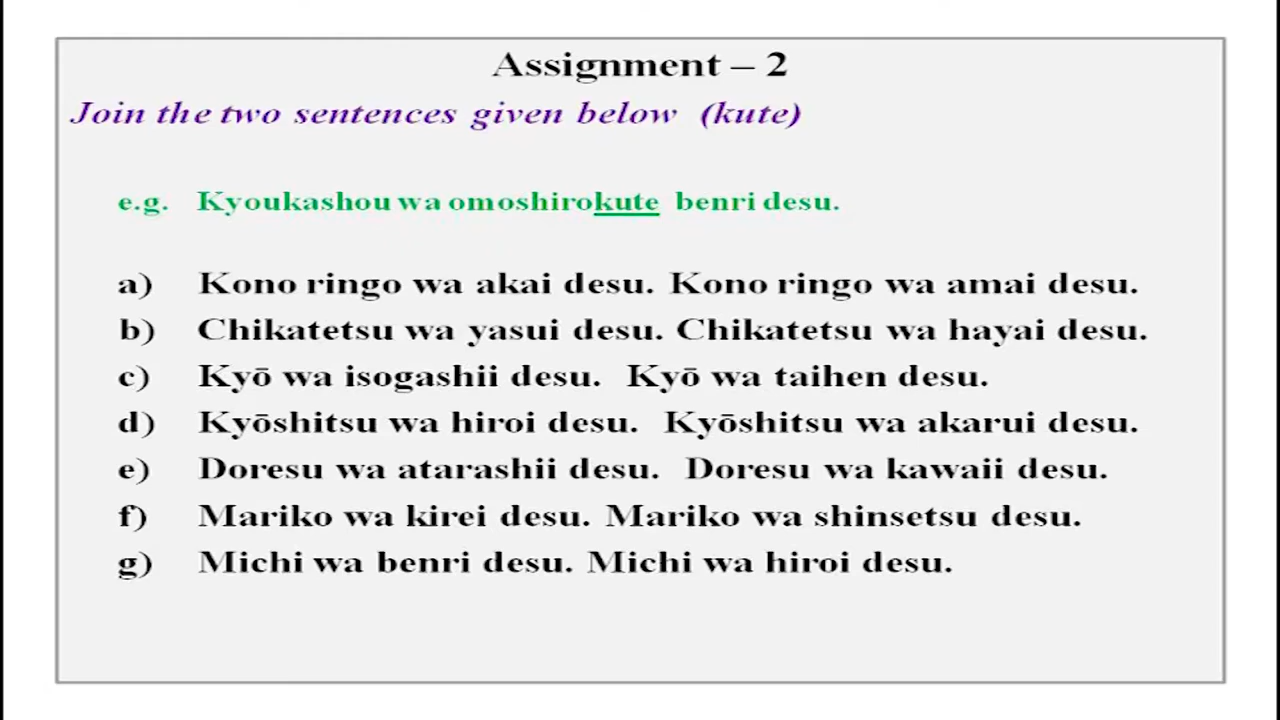 Assignment – 2
Join the two sentences given below (kute)
e.g. Kyoukashou wa omoshirokute benri desu.
a) Kono ringo wa akai desu. Kono ringo wa amai desu.
b) Chikatetsu wa yasui desu. Chikatetsu wa hayai desu.
c) Kyō wa isogashii desu. Kyō wa taihen desu.
d) Kyōshitsu wa hiroi desu. Kyōshitsu wa akarui desu.
e) Doresu wa atarashii desu. Doresu wa kawaii desu.
f) Mariko wa kirei desu. Mariko wa shinsetsu desu.
g) Michi wa benri desu. Michi wa hiroi desu.